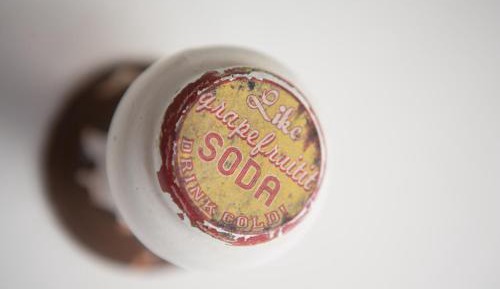 Like
grapefruit
SODA
DRINK COLD!